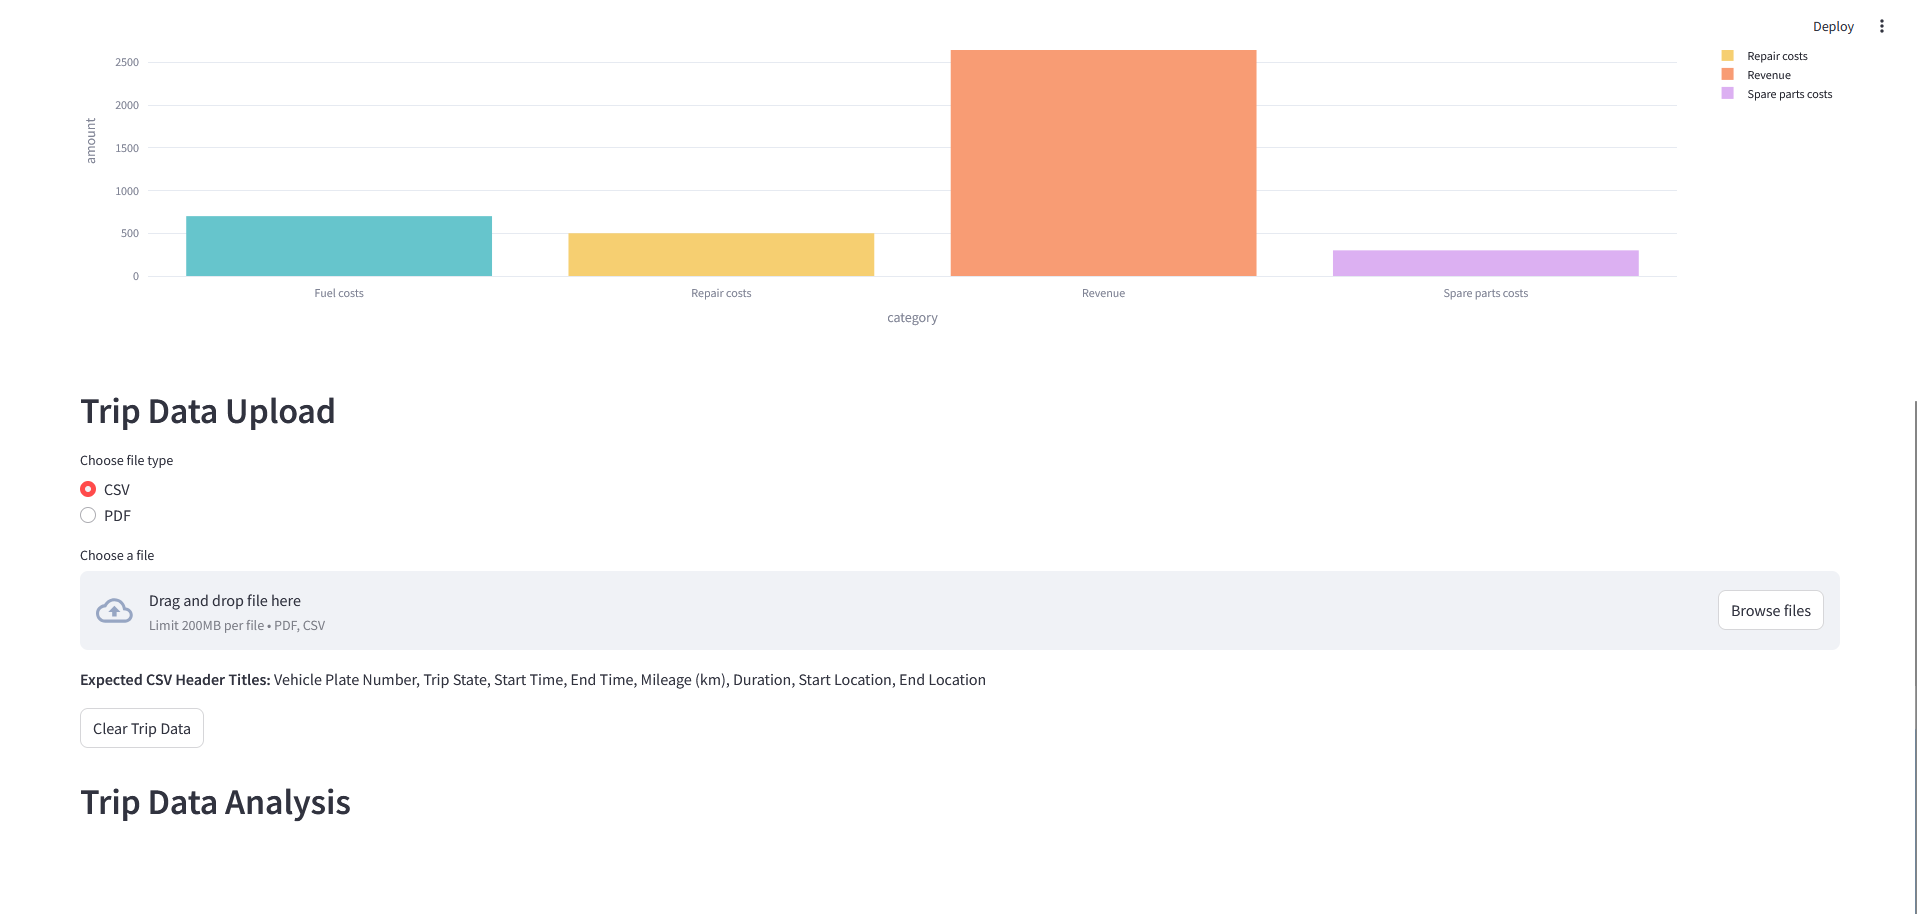 Deploy
2500
2000
1500
1000
500
0
amount
Fuel costs
Repair costs
Revenue
Spare parts costs
category
Repair costs
Revenue
Spare parts costs
Trip Data Upload
Choose file type
CSV
PDF
Choose a file
Drag and drop file here
Limit 200MB per file • PDF, CSV
Browse files
Expected CSV Header Titles: Vehicle Plate Number, Trip State, Start Time, End Time, Mileage (km), Duration, Start Location, End Location
Clear Trip Data
Trip Data Analysis